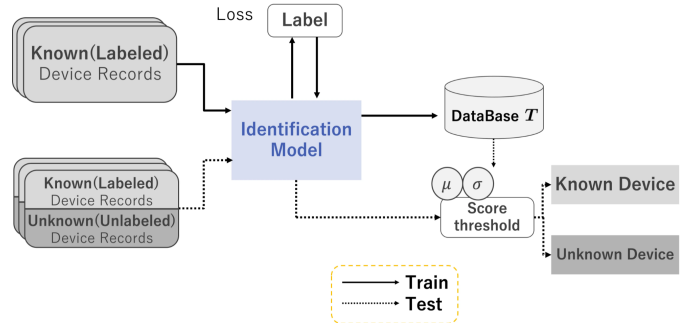 Loss
Label
Known(Labeled)
Device Records
Identification
Model
DataBase T
Known(Labeled)
Device Records
Unknown(Unlabeled)
Device Records
μ σ
Score
threshold
Known Device
Unknown Device
Train
Test